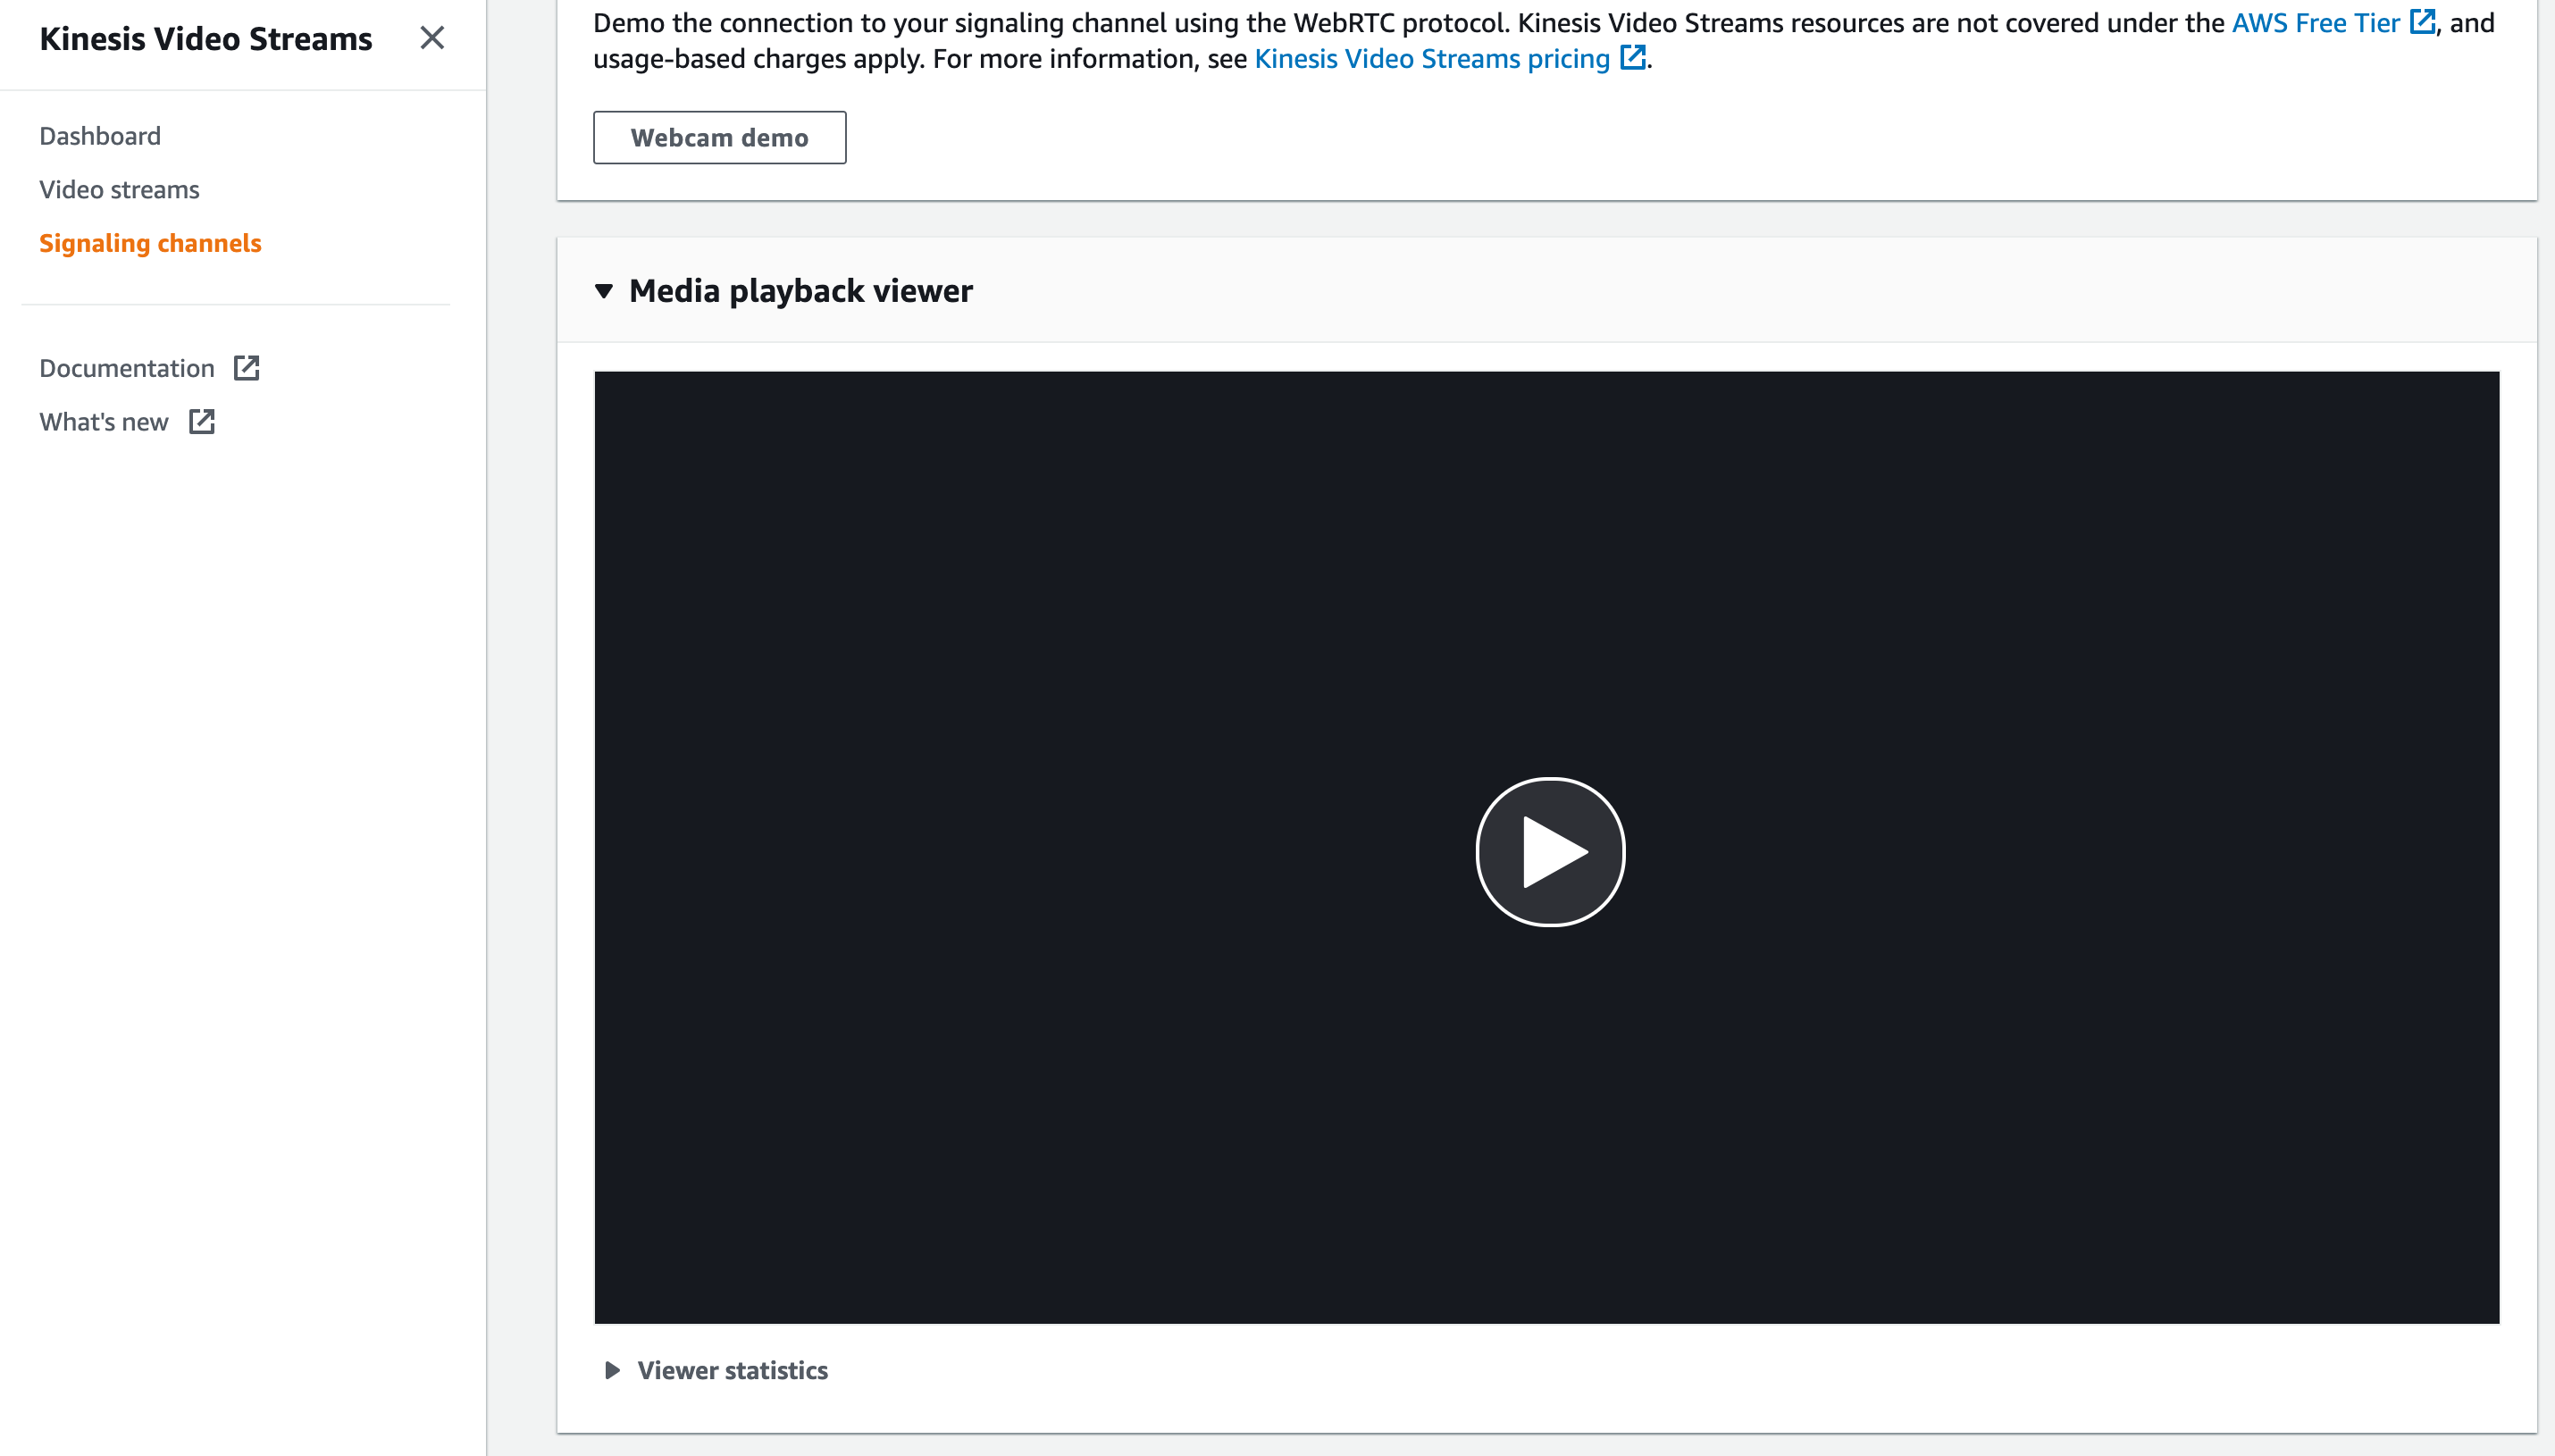 Kinesis Video Streams
Dashboard
Video streams
Signaling channels
Documentation
What's new
Demo the connection to your signaling channel using the WebRTC protocol. Kinesis Video Streams resources are not covered under the AWS Free Tier, and
usage-based charges apply. For more information, see Kinesis Video Streams pricing.
Webcam demo
Media playback viewer
Viewer statistics